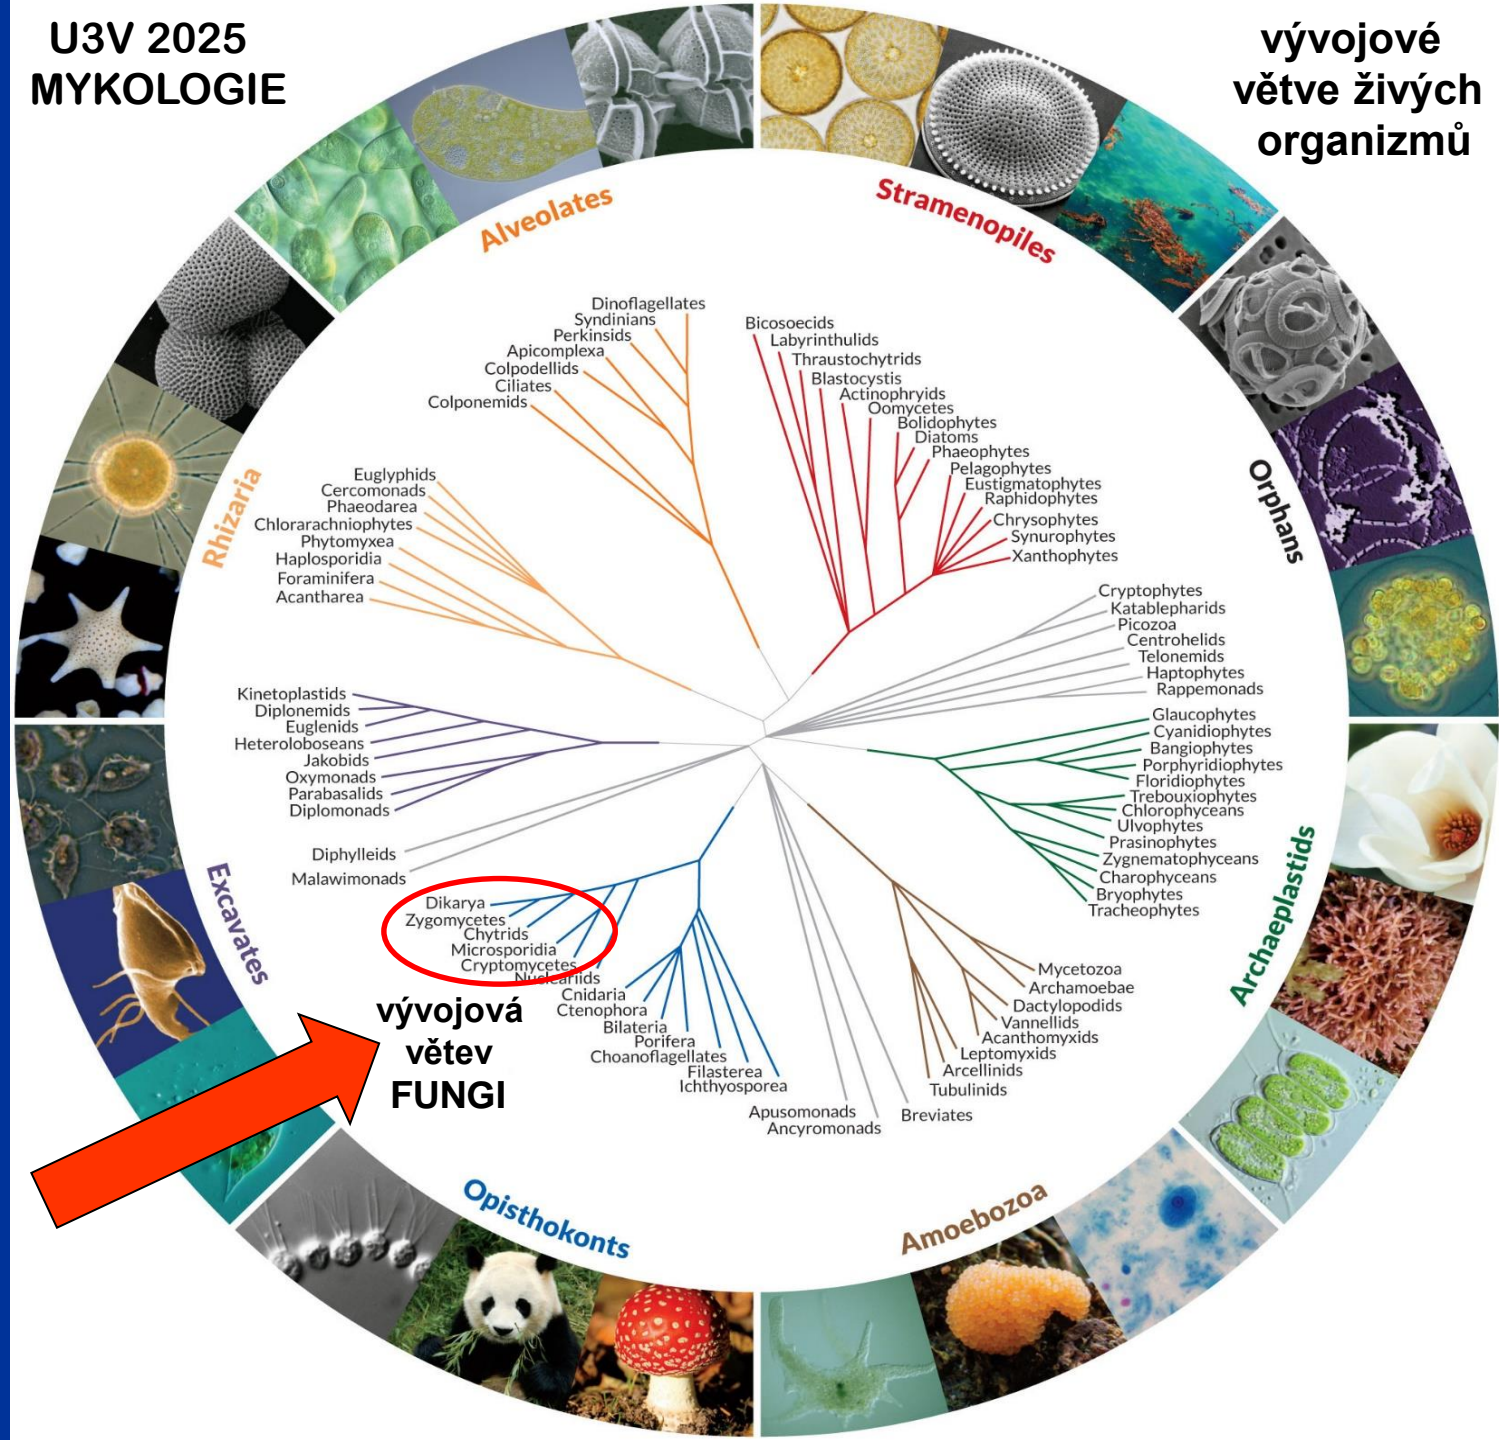 U3V 2025
MYKOLOGIE
vývojové
větve živých
organizmů
Alveolates
Dinoflagellates
Syndinians
Perkinsids
Apicomplexa
Colpodellids
Ciliates
Colponemids
Stramenopiles
Bicosoecids
Labyrinthulids
Thraustochytrids
Blastocystis
Actinophryids
Oomycetes
Bolidophytes
Diatoms
Phaeophytes
Pelagophytes
Eustigmatophytes
Raphidophytes
Chrysophytes
Synurophytes
Xanthophytes
Rhizaria
Euglyphids
Cercomonads
Phaeodarea
Chlorarachniophytes
Phytomyxea
Haplosporidia
Foraminifera
Acantharea
Orphans
Cryptophytes
Katablepharids
Picozoa
Centrohelids
Telonemids
Haptophytes
Rappemonads
Excavates
Kinetoplastids
Diplonemids
Euglenids
Heteroloboseans
Jakobids
Oxymonads
Parabasalids
Diplomonads
Diphylleids
Malawimonads
Archaeplastids
Glaucophytes
Cyanidiophytes
Bangiophytes
Porphyridiophytes
Floridiophytes
Trebouxiophytes
Chlorophyceans
Ulvophytes
Prasinophytes
Zygnematophyceans
Charophyceans
Bryophytes
Tracheophytes
Dikarya
Zygomycetes
Chytrids
Microsporidia
Cryptomycetes
Nucleariids
Cnidaria
Ctenophora
Bilateria
Porifera
Choanoflagellates
Filasterea
Ichthyosporea
vývojová
větev
FUNGI
Opisthokonts
Apusomonads
Ancyromonads
Breviates
Mycetozoa
Archamoebae
Dactylopodids
Vannellids
Acanthomyxids
Leptomyxids
Arcellinids
Tubulinids
Amoebozoa